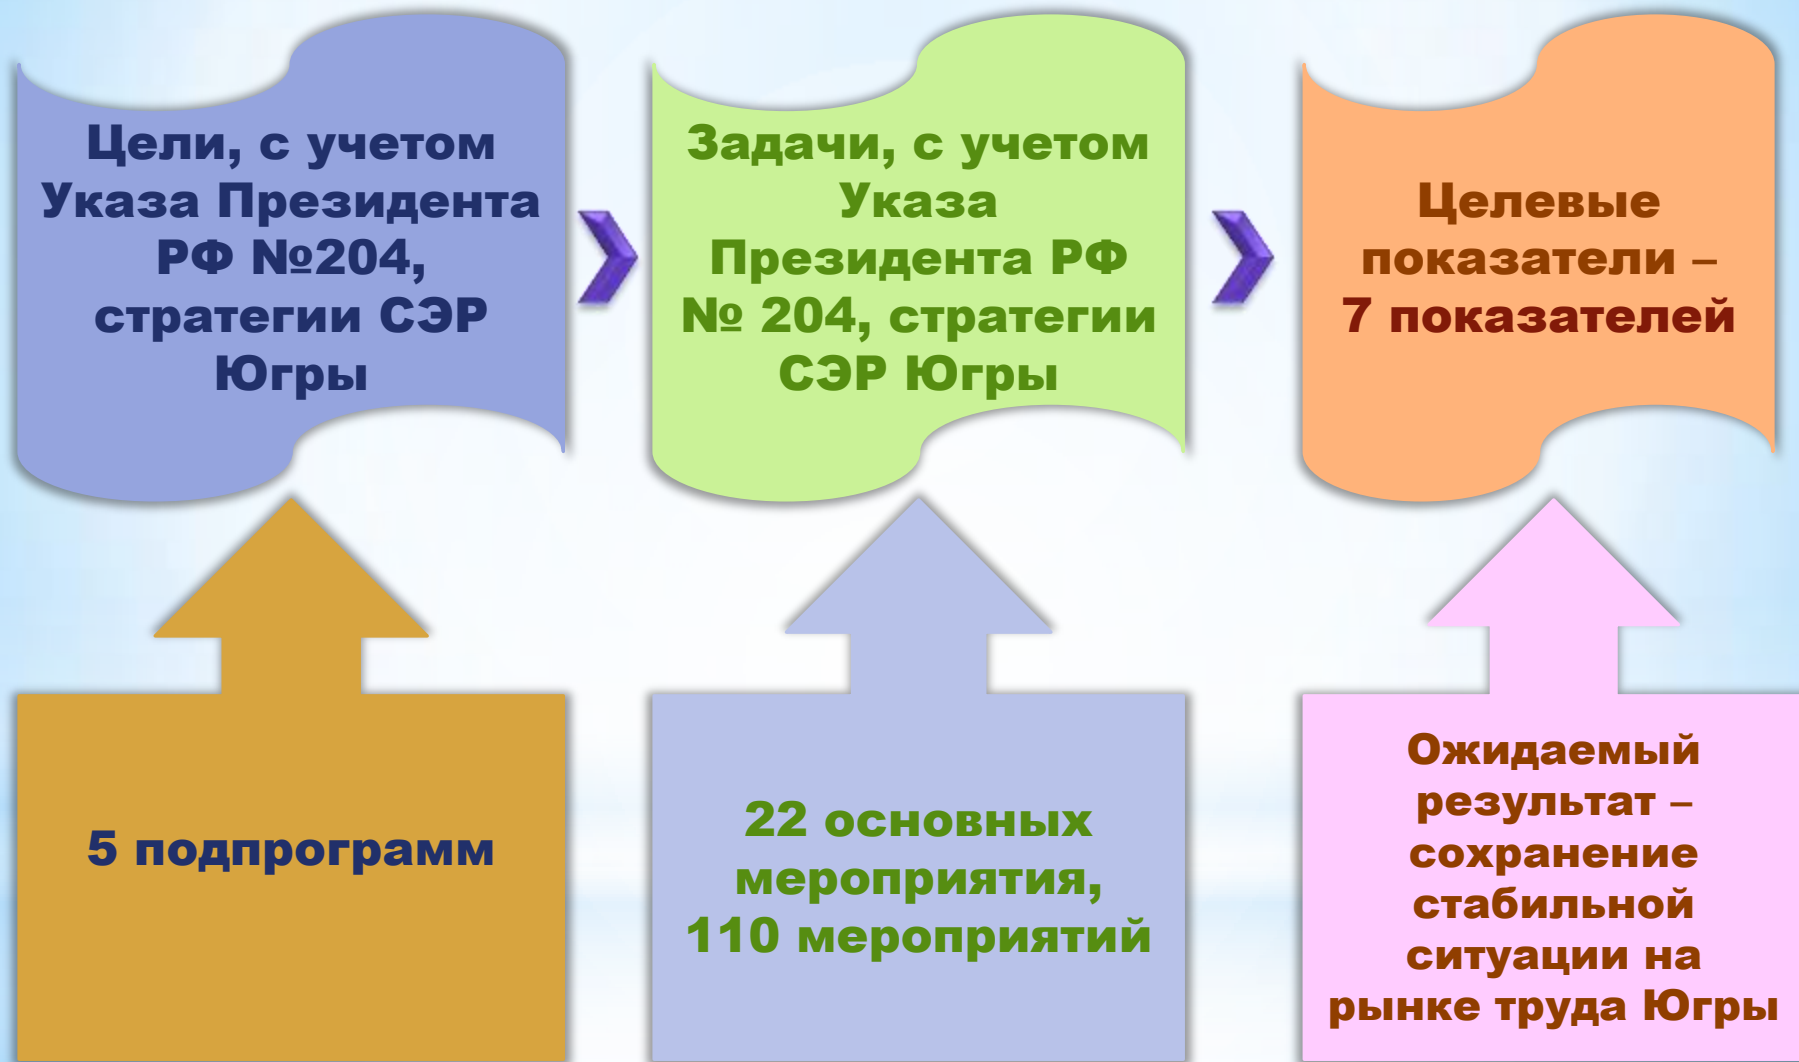 Цели, с учетом
Указа Президента
РФ №204,
стратегии СЭР
Югры
Задачи, с учетом
Указа
Президента РФ
№ 204, стратегии
СЭР Югры
Целевые
показатели –
7 показателей
5 подпрограмм
22 основных
мероприятия,
110 мероприятий
Ожидаемый
результат –
сохранение
стабильной
ситуации на
рынке труда Югры